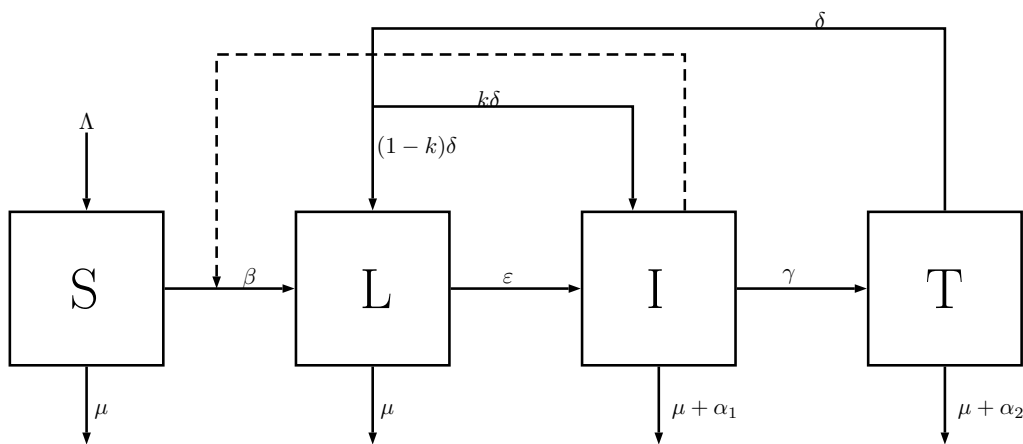 δ
kδ
Λ
(1 − k)δ
S
β
L
ε
I
γ
T
μ
μ
μ + α₁
μ + α₂